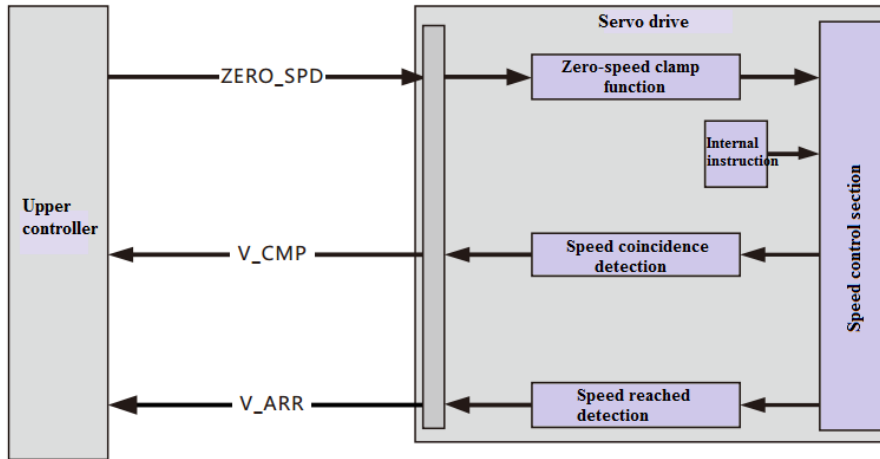 Servo drive
ZERO_SPD
Zero-speed clamp
function
Internal
instruction
Upper
controller
V_CMP
Speed coincidence
detection
Speed control section
V_ARR
Speed reached
detection